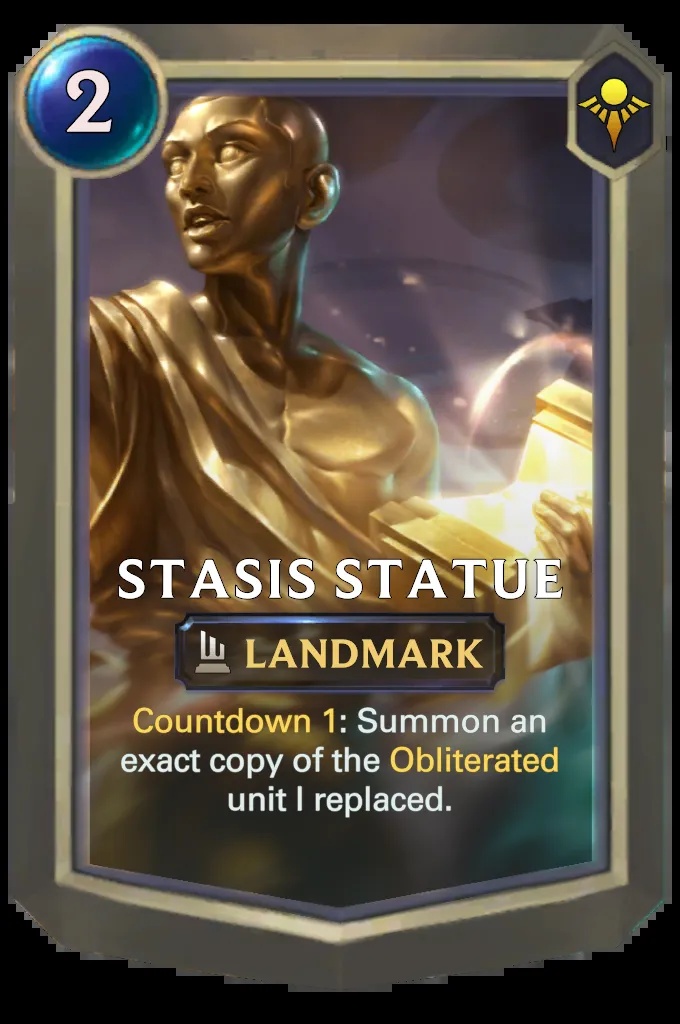 2
STASIS STATUE
LANDMARK
Countdown 1: Summon an
exact copy of the Obliterated
unit I replaced.